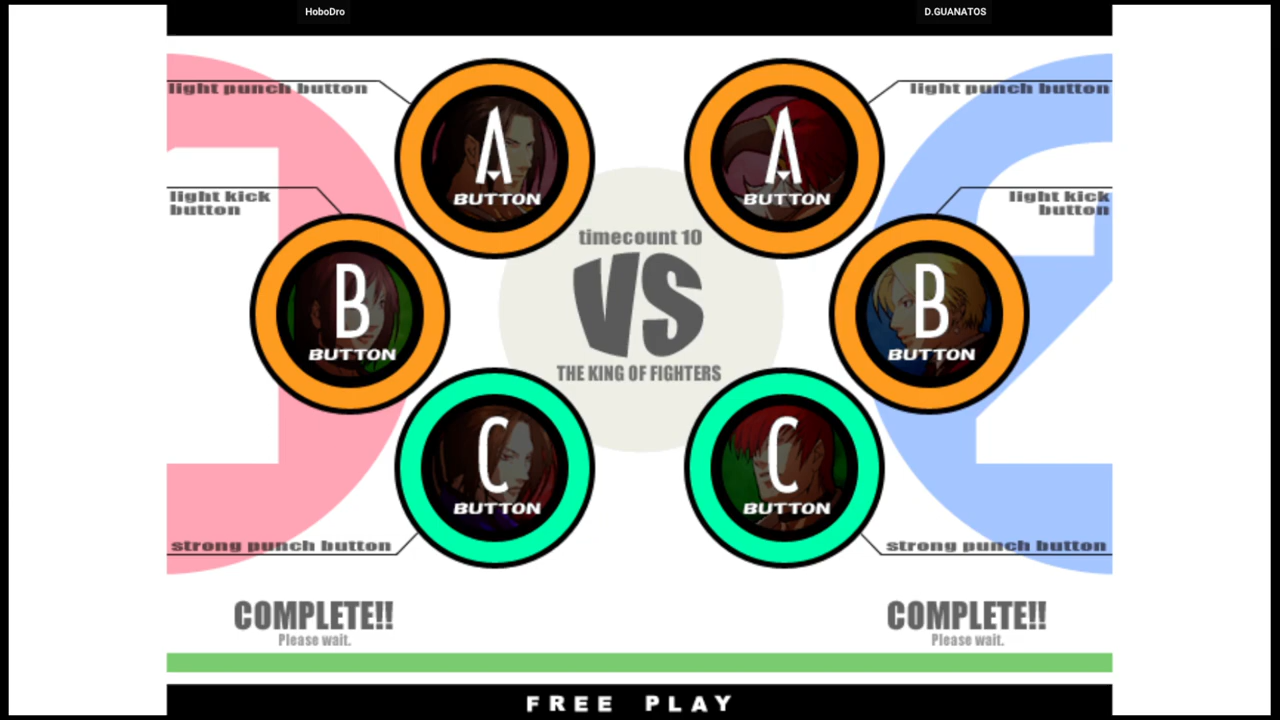 HoboDro
D.GUANATOS
light punch button
light punch button
A
BUTTON
A
BUTTON
light kick
button
light kick
button
B
BUTTON
timecount 10
VS
THE KING OF FIGHTERS
B
BUTTON
C
BUTTON
C
BUTTON
strong punch button
strong punch button
COMPLETE!!
Please wait.
COMPLETE!!
Please wait.
FREE PLAY